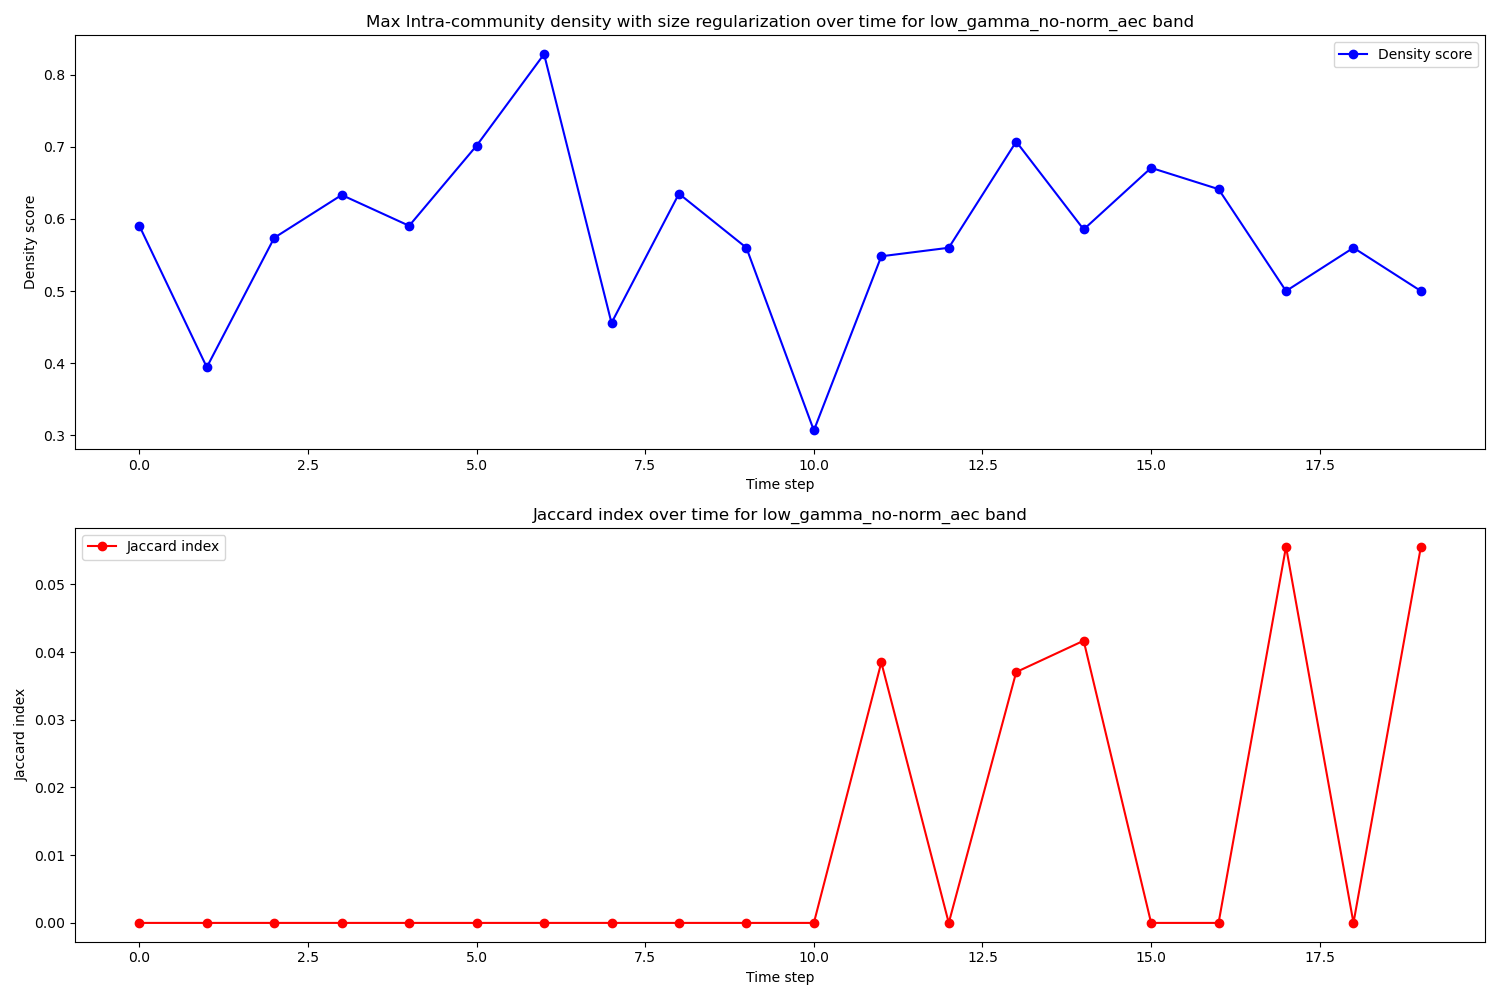 Max Intra-community density with size regularization over time for low_gamma_no-norm_aec band
Density score
Density score
0.8
0.7
0.6
0.5
0.4
0.3
0.0 2.5 5.0 7.5 10.0 12.5 15.0 17.5
Time step
Jaccard index over time for low_gamma_no-norm_aec band
Jaccard index
Jaccard index
0.05
0.04
0.03
0.02
0.01
0.00
0.0 2.5 5.0 7.5 10.0 12.5 15.0 17.5
Time step